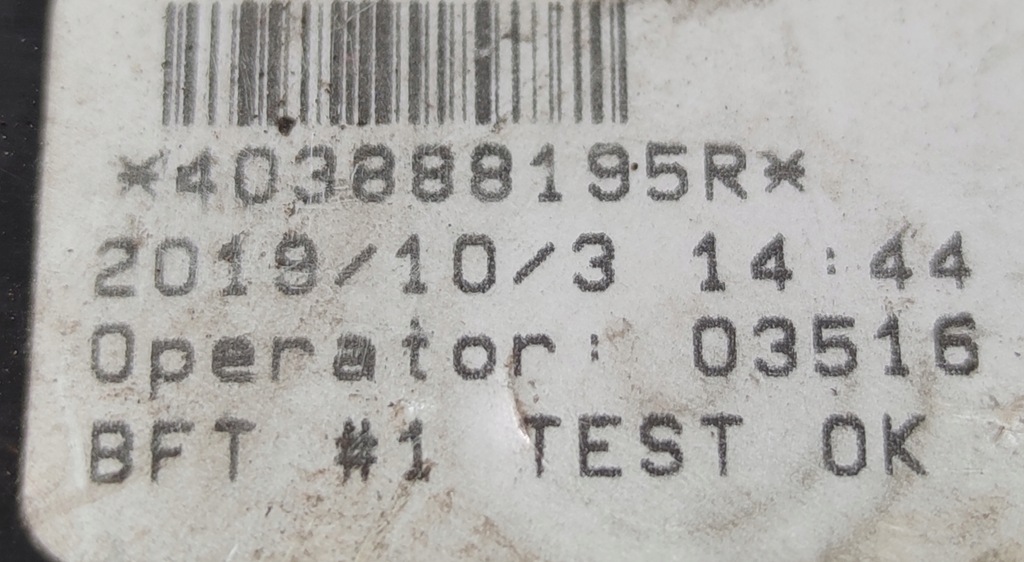 *403888195R*
2019/10/3 14:44
Operator: 03516
BFT #1 TEST OK